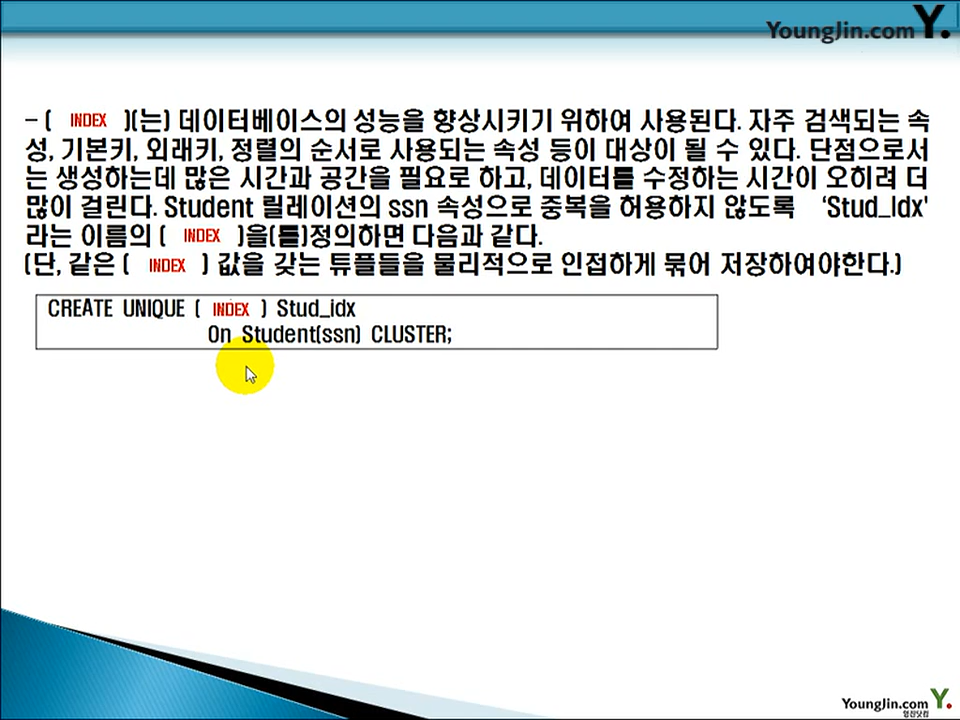 YoungJin.com Y.
- ( INDEX )(는) 데이터베이스의 성능을 향상시키기 위하여 사용된다. 자주 검색되는 속
성, 기본키, 외래키, 정렬의 순서로 사용되는 속성 등이 대상이 될 수 있다. 단점으로서
는 생성하는데 많은 시간과 공간을 필요로 하고, 데이터를 수정하는 시간이 오히려 더
많이 걸린다. Student 릴레이션의 ssn 속성으로 중복을 허용하지 않도록 ‘Stud_Idx'
라는 이름의 ( INDEX )을(를)정의하면 다음과 같다.
(단, 같은 ( INDEX ) 값을 갖는 튜플들을 물리적으로 인접하게 묶어 저장하여야한다.)
CREATE UNIQUE ( INDEX ) Stud_idx
On Student(ssn) CLUSTER;
YoungJin.com Y.
영진닷컴